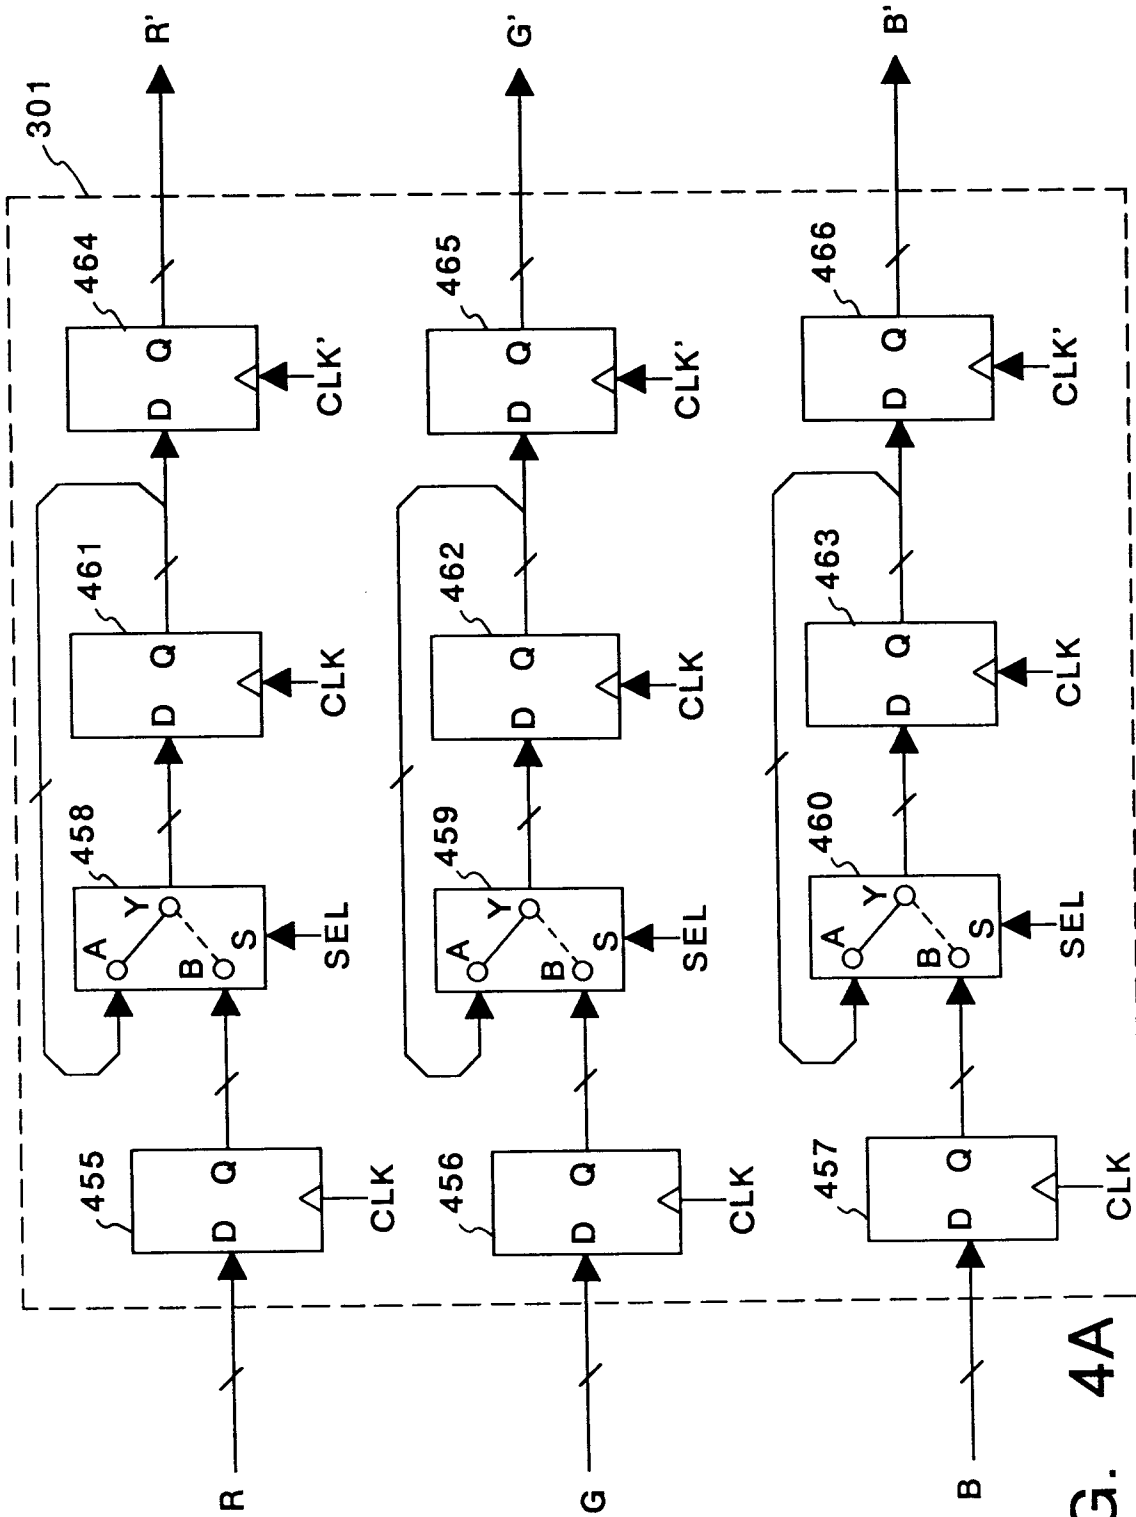 301
R
455
D Q
CLK
458
A
B
Y
S
SEL
461
D Q
CLK
464
D Q
CLK'
R'
G
456
D Q
CLK
459
A
B
Y
S
SEL
462
D Q
CLK
465
D Q
CLK'
G'
B
457
D Q
CLK
460
A
B
Y
S
SEL
463
D Q
CLK
466
D Q
CLK'
B'
G. 4A